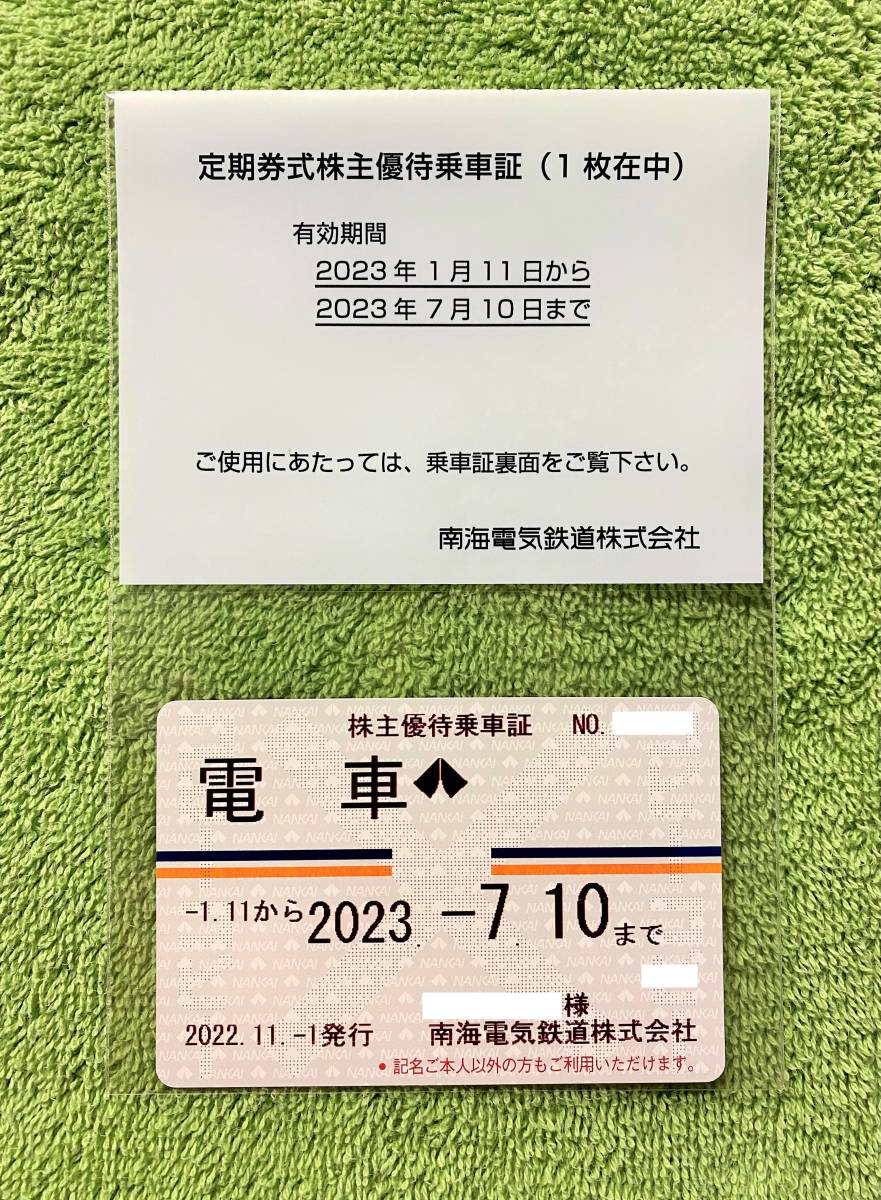 定期券式株主優待乗車証（1枚在中）
有効期間
2023年1月11日から
2023年7月10日まで
ご使用にあたっては、乗車証裏面をご覧下さい。
南海電気鉄道株式会社
株主優待乗車証 NO.
電 車
-1.11から2023.-7.10まで
様
2022.11.-1発行 南海電気鉄道株式会社
●記名ご本人以外の方もご利用いただけます。
NANKAI